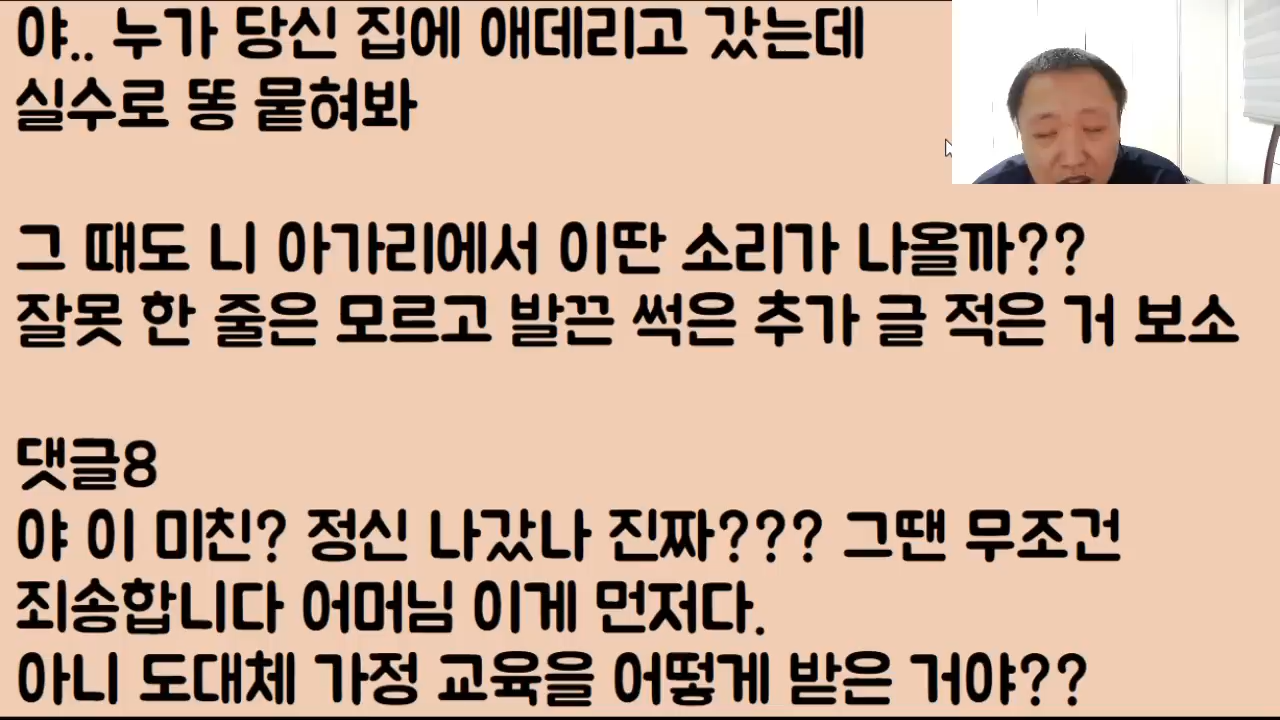 야.. 누가 당신 집에 애데리고 갔는데
실수로 똥 뭍혀봐
그 때도 니 아가리에서 이딴 소리가 나올까??
잘못 한 줄은 모르고 발끈 썩은 추가 글 적은 거 보소
댓글8
야 이 미친? 정신 나갔나 진짜??? 그땐 무조건
죄송합니다 어머님 이게 먼저다.
아니 도대체 가정 교육을 어떻게 받은 거야??